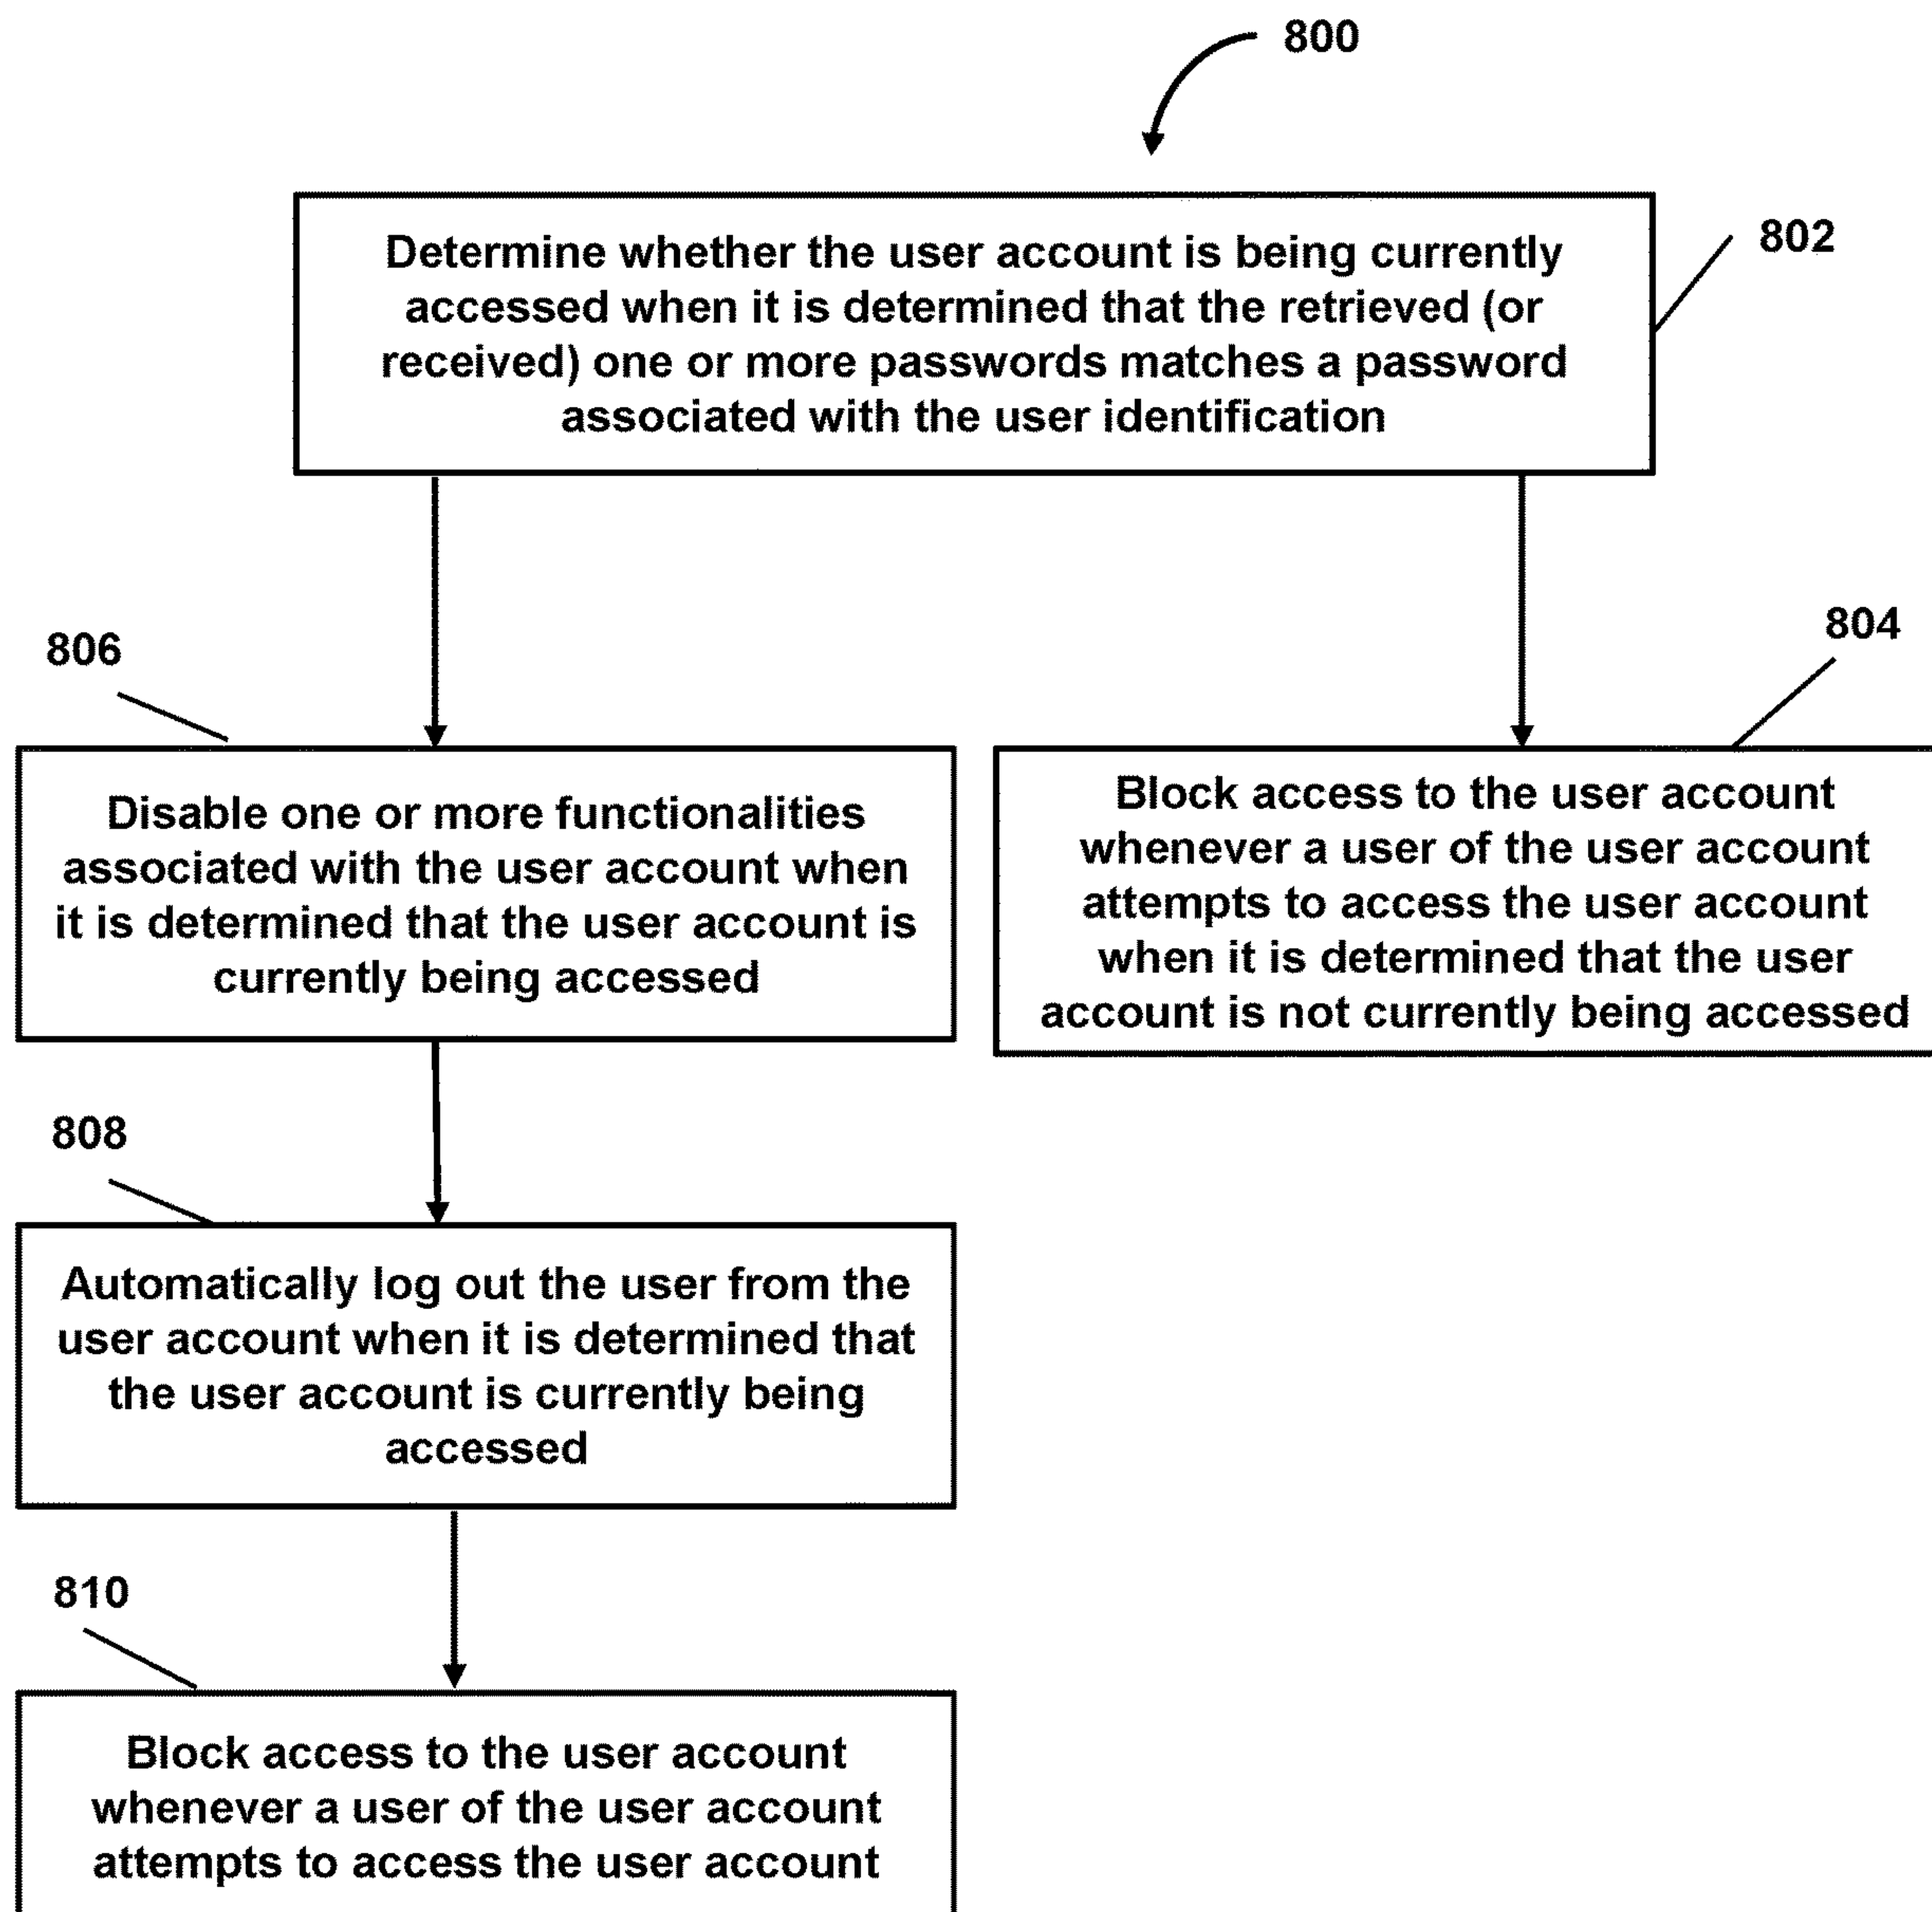 800
Determine whether the user account is being currently
accessed when it is determined that the retrieved (or
received) one or more passwords matches a password
associated with the user identification
802
806
804
Disable one or more functionalities
associated with the user account when
it is determined that the user account is
currently being accessed
Block access to the user account
whenever a user of the user account
attempts to access the user account
when it is determined that the user
account is not currently being accessed
808
Automatically log out the user from the
user account when it is determined that
the user account is currently being
accessed
810
Block access to the user account
whenever a user of the user account
attempts to access the user account